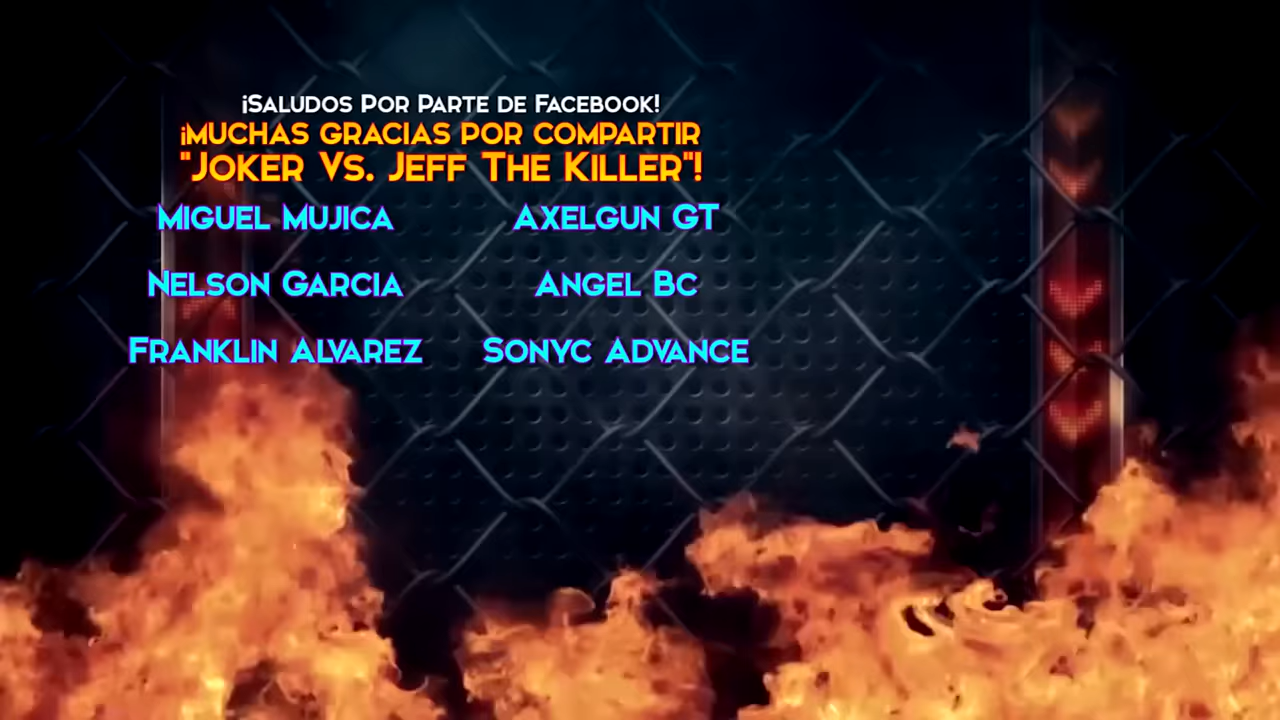 ¡Saludos Por Parte de Facebook!
¡MUCHAS GRACIAS POR COMPARTIR
"Joker Vs. Jeff The Killer"!
Miguel Mujica
Axelgun GT
Nelson Garcia
Angel Bc
Franklin Alvarez
Sonyc Advance